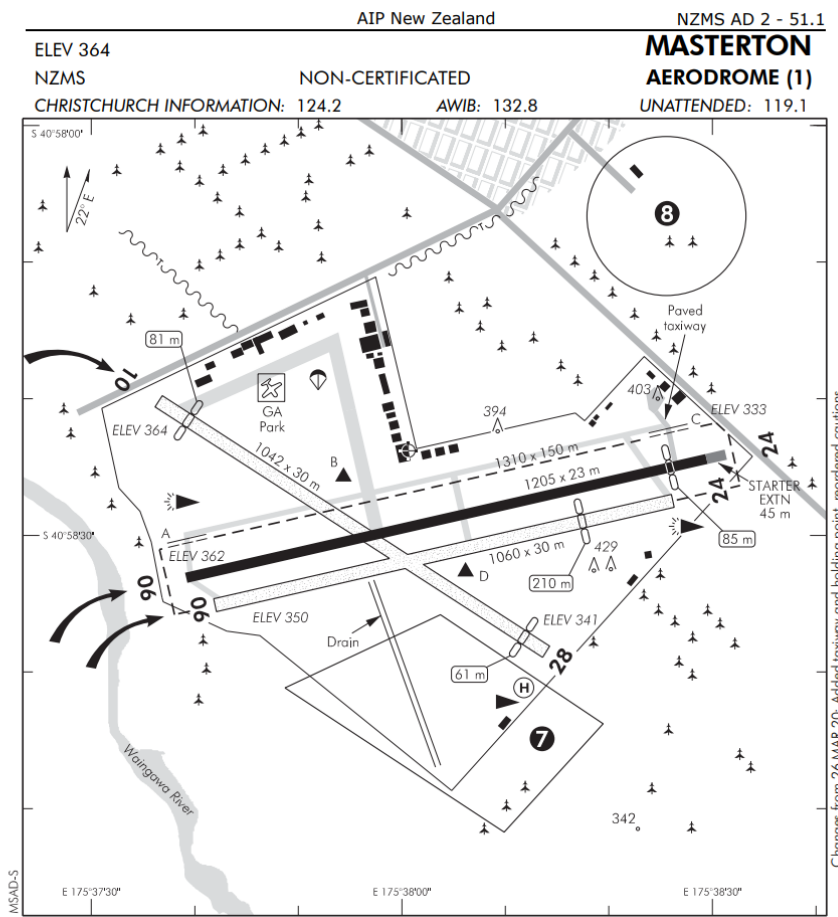 AIP New Zealand
NZMS AD 2 - 51.1
ELEV 364
MASTERTON
NZMS
NON-CERTIFICATED
AERODROME (1)
CHRISTCHURCH INFORMATION: 124.2
AWIB: 132.8
UNATTENDED: 119.1
S 40°58'00"
22° E
8
81 m
Paved
taxiway
10
GA
Park
403
394
ELEV 333
ELEV 364
C
24
1042 x 30 m
B
1310 x 150 m
1205 x 23 m
24
STARTER
EXTN
45 m
S 40°58'30"
A
ELEV 362
85 m
1060 x 30 m
429
D
210 m
06
06
ELEV 350
ELEV 341
Drain
28
61 m
H
7
Waingawa River
342
E 175°37'30"
E 175°38'00"
E 175°38'30"
MSAD-S
T
T